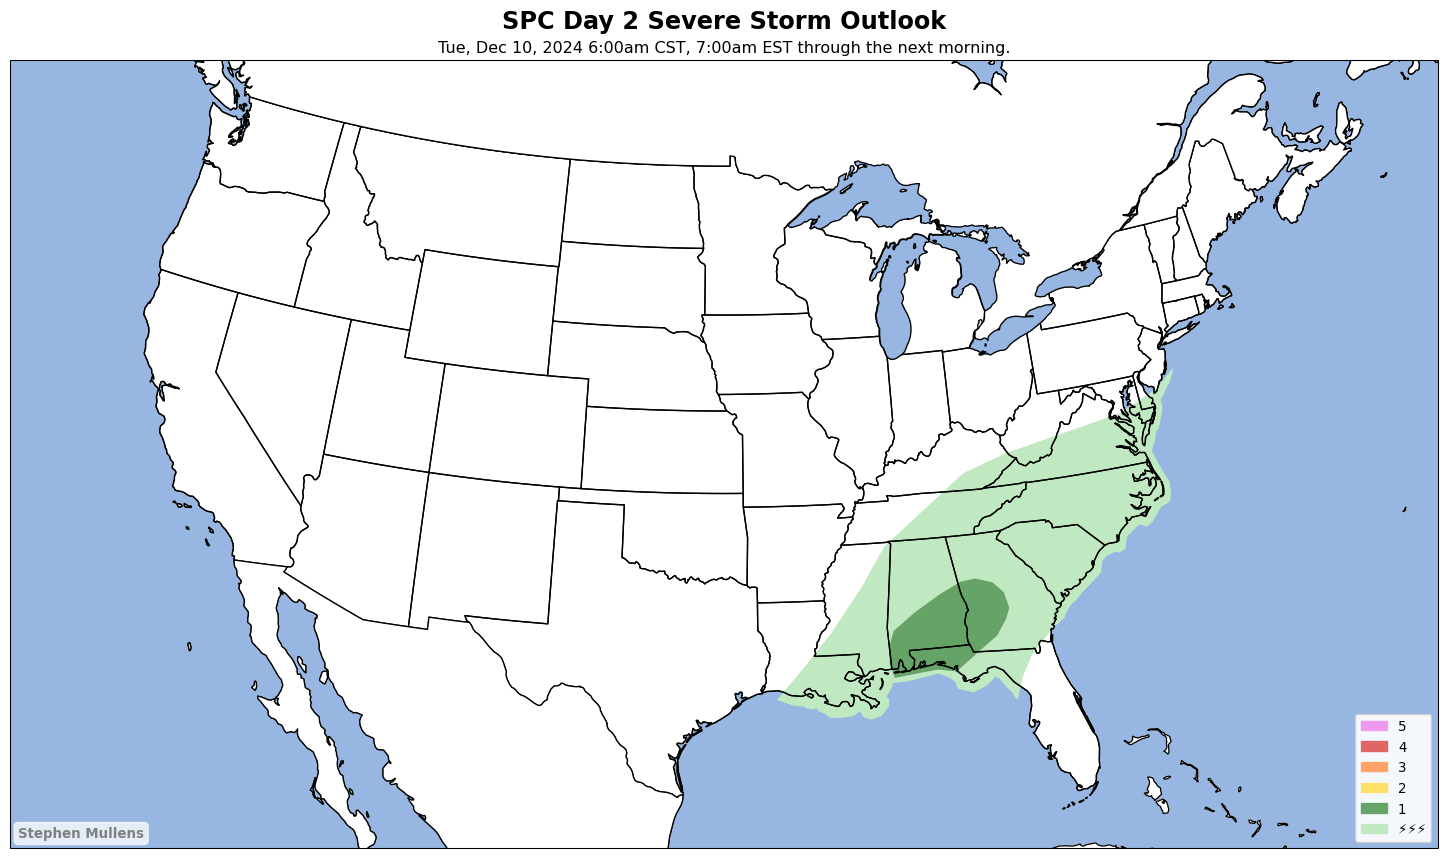 SPC Day 2 Severe Storm Outlook
Tue, Dec 10, 2024 6:00am CST, 7:00am EST through the next morning.
5
4
3
2
1
⚡⚡⚡
Stephen Mullens